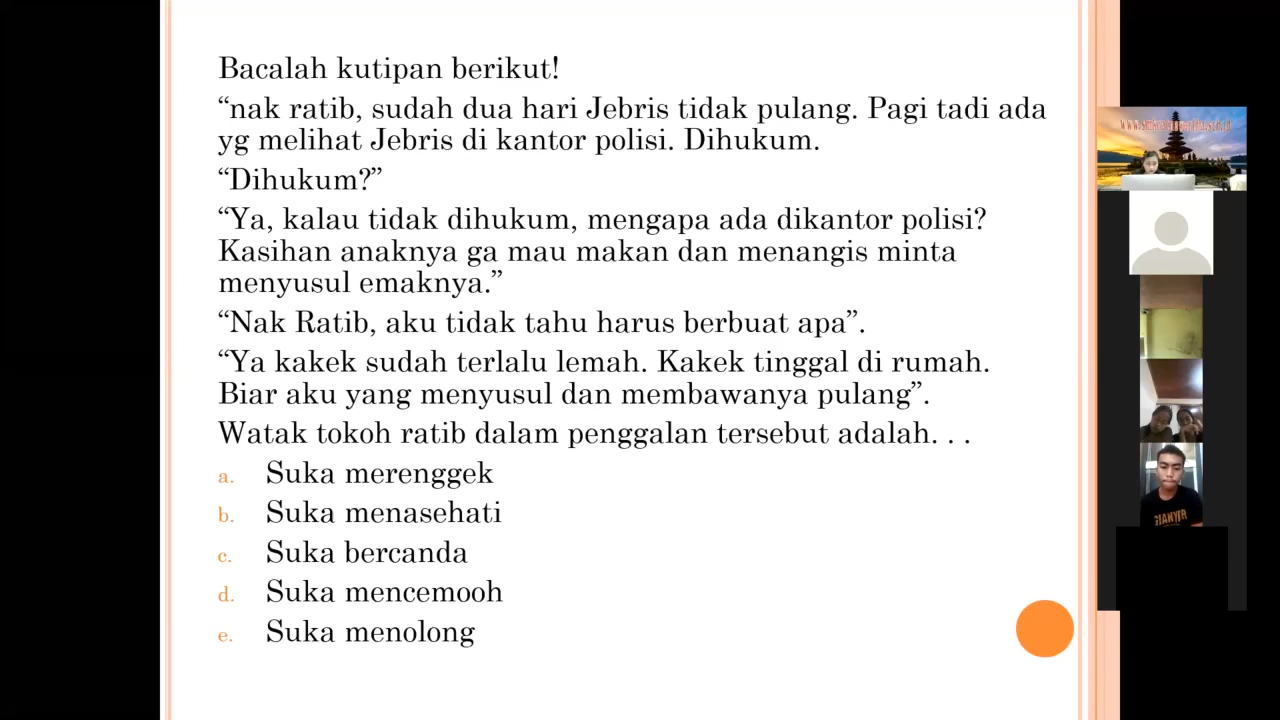 Bacalah kutipan berikut!
“nak ratib, sudah dua hari Jebris tidak pulang. Pagi tadi ada
yg melihat Jebris di kantor polisi. Dihukum.
“Dihukum?”
“Ya, kalau tidak dihukum, mengapa ada dikantor polisi?
Kasihan anaknya ga mau makan dan menangis minta
menyusul emaknya.”
“Nak Ratib, aku tidak tahu harus berbuat apa”.
“Ya kakek sudah terlalu lemah. Kakek tinggal di rumah.
Biar aku yang menyusul dan membawanya pulang”.
Watak tokoh ratib dalam penggalan tersebut adalah. . .
a. Suka merenggek
b. Suka menasehati
c. Suka bercanda
d. Suka mencemooh
e. Suka menolong
GIANYIR